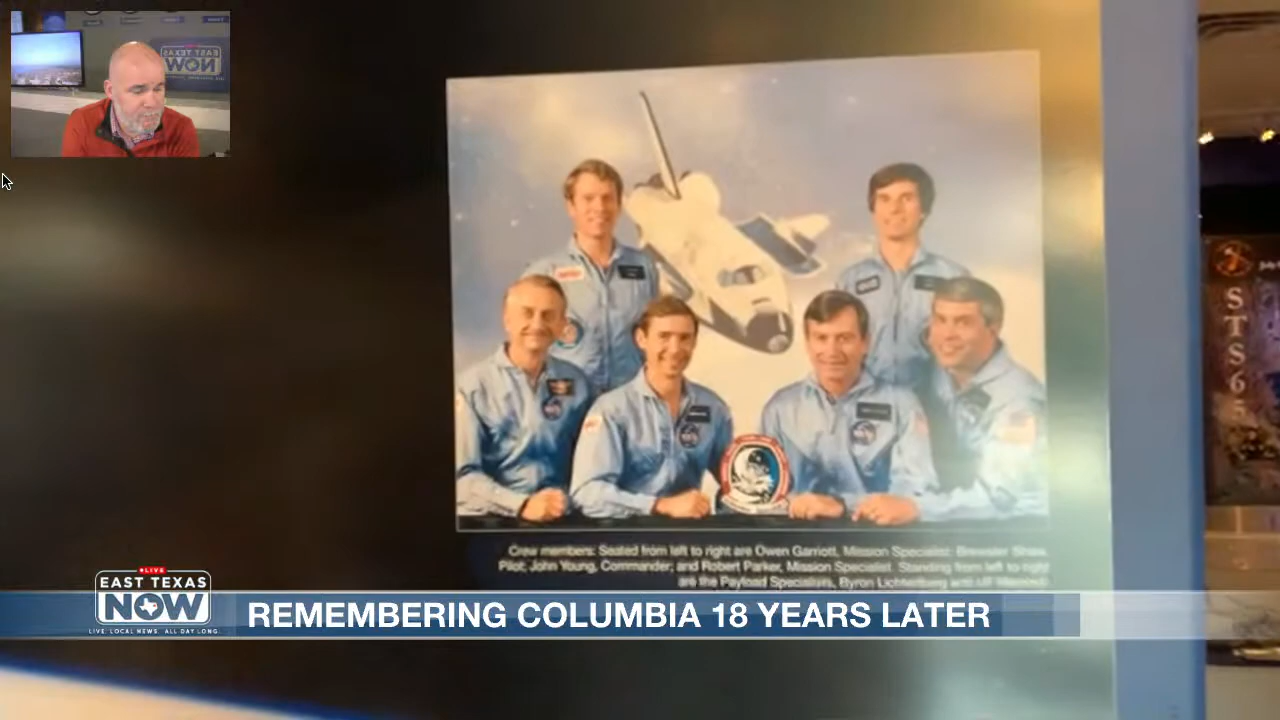 EAST TEXAS
NOW
STS65
Crew members: Seated from left to right are Owen Garriott, Mission Specialist; Brewster Shaw,
Pilot; John Young, Commander; and Robert Parker, Mission Specialist. Standing from left to right
are the Payload Specialists, Byron Lichtenberg and Ulf
LIVE
EAST TEXAS
NOW
LIVE. LOCAL NEWS. ALL DAY LONG.
REMEMBERING COLUMBIA 18 YEARS LATER